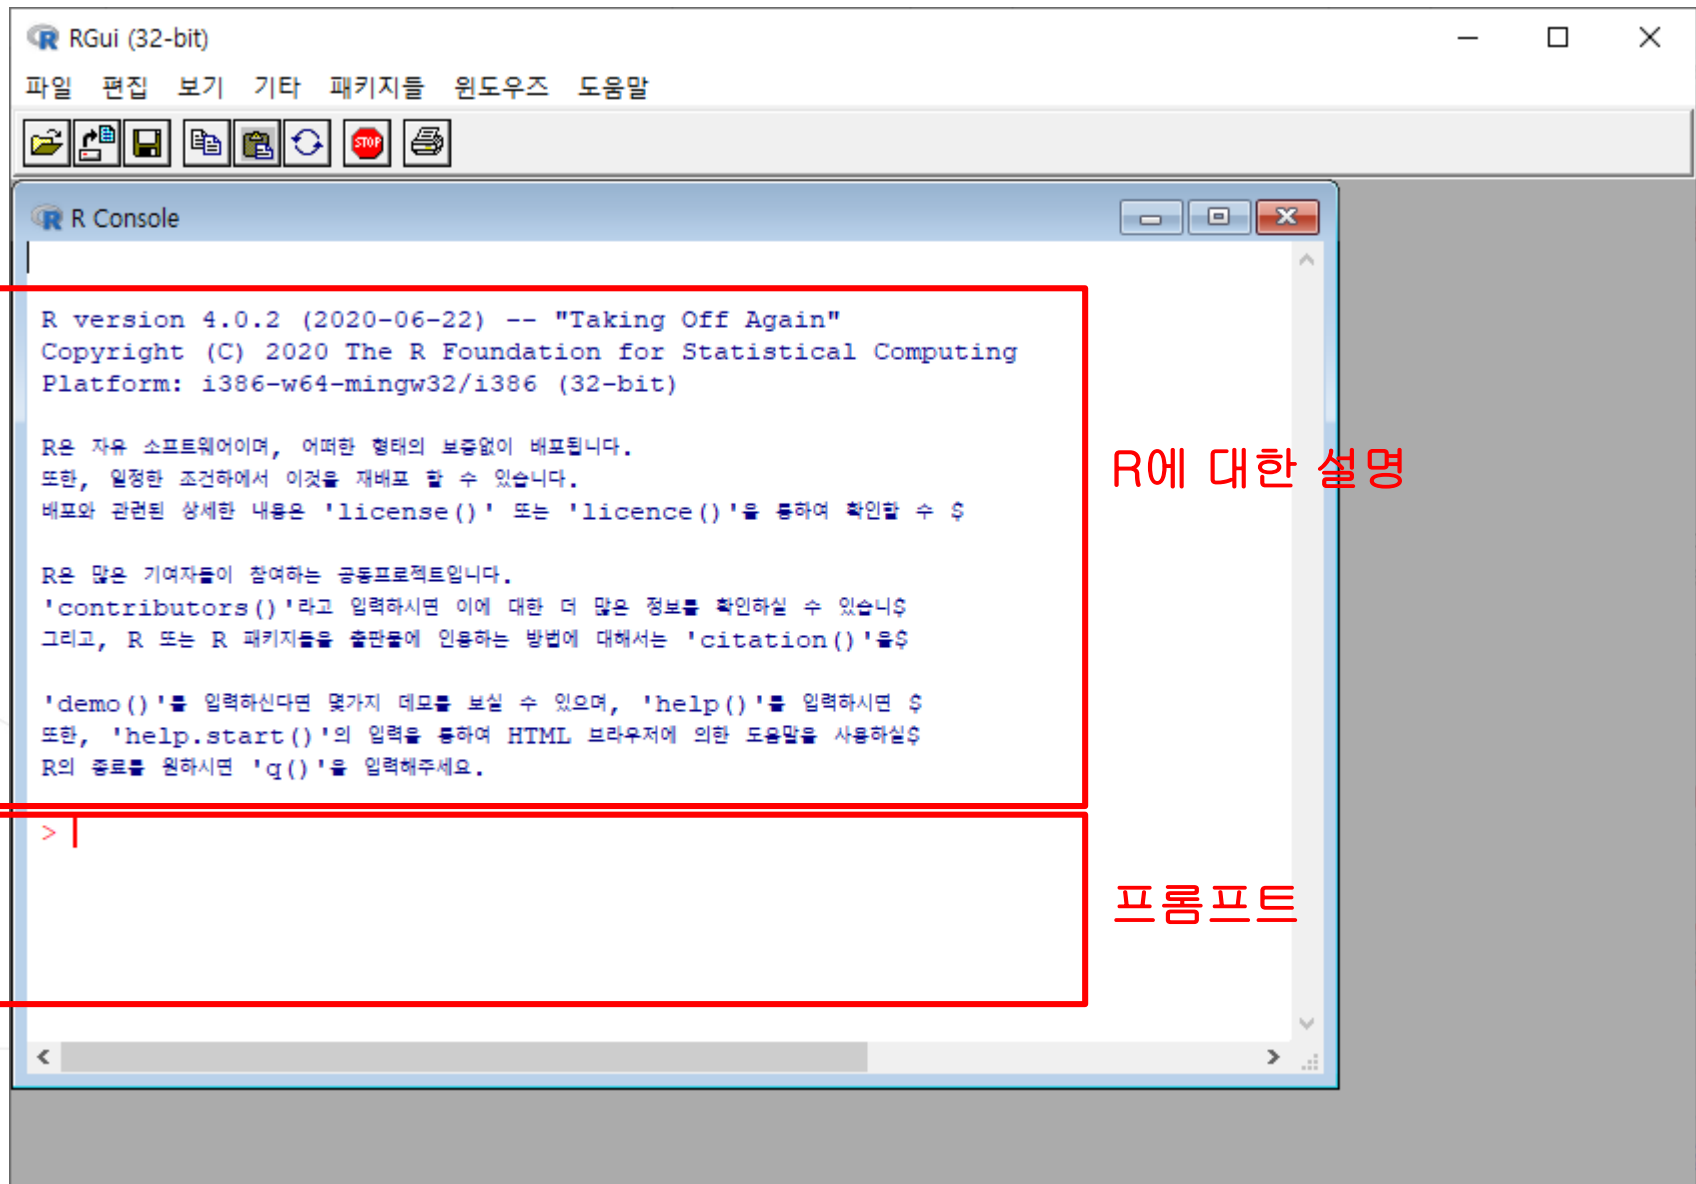 RGui (32-bit)
파일 편집 보기 기타 패키지들 윈도우즈 도움말
STOP
R Console
R version 4.0.2 (2020-06-22) -- "Taking Off Again"
Copyright (C) 2020 The R Foundation for Statistical Computing
Platform: i386-w64-mingw32/i386 (32-bit)
R은 자유 소프트웨어이며, 어떠한 형태의 보증없이 배포됩니다.
또한, 일정한 조건하에서 이것을 재배포 할 수 있습니다.
배포와 관련된 상세한 내용은 'license()' 또는 'licence()'을 통하여 확인할 수 $
R은 많은 기여자들이 참여하는 공동프로젝트입니다.
'contributors()'라고 입력하시면 이에 대한 더 많은 정보를 확인하실 수 있습니$
그리고, R 또는 R 패키지들을 출판물에 인용하는 방법에 대해서는 'citation()'을$
'demo()'를 입력하신다면 몇가지 데모를 보실 수 있으며, 'help()'를 입력하시면 $
또한, 'help.start()'의 입력을 통하여 HTML 브라우저에 의한 도움말을 사용하실$
R의 종료를 원하시면 'q()'을 입력해주세요.
R에 대한 설명
>
프롬프트